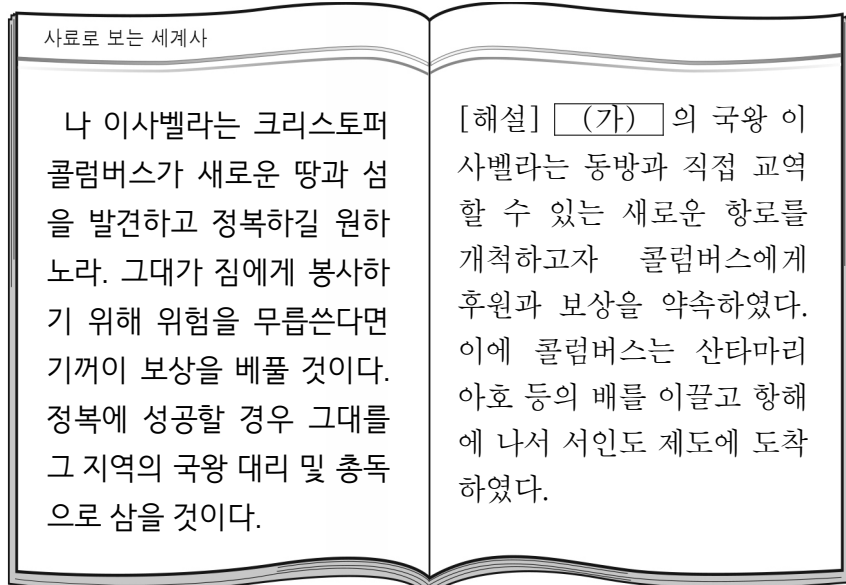 사료로 보는 세계사
나 이사벨라는 크리스토퍼
콜럼버스가 새로운 땅과 섬
을 발견하고 정복하길 원하
노라. 그대가 짐에게 봉사하
기 위해 위험을 무릅쓴다면
기꺼이 보상을 베풀 것이다.
정복에 성공할 경우 그대를
그 지역의 국왕 대리 및 총독
으로 삼을 것이다.
[해설] (가) 의 국왕 이
사벨라는 동방과 직접 교역
할 수 있는 새로운 항로를
개척하고자 콜럼버스에게
후원과 보상을 약속하였다.
이에 콜럼버스는 산타마리
아호 등의 배를 이끌고 항해
에 나서 서인도 제도에 도착
하였다.